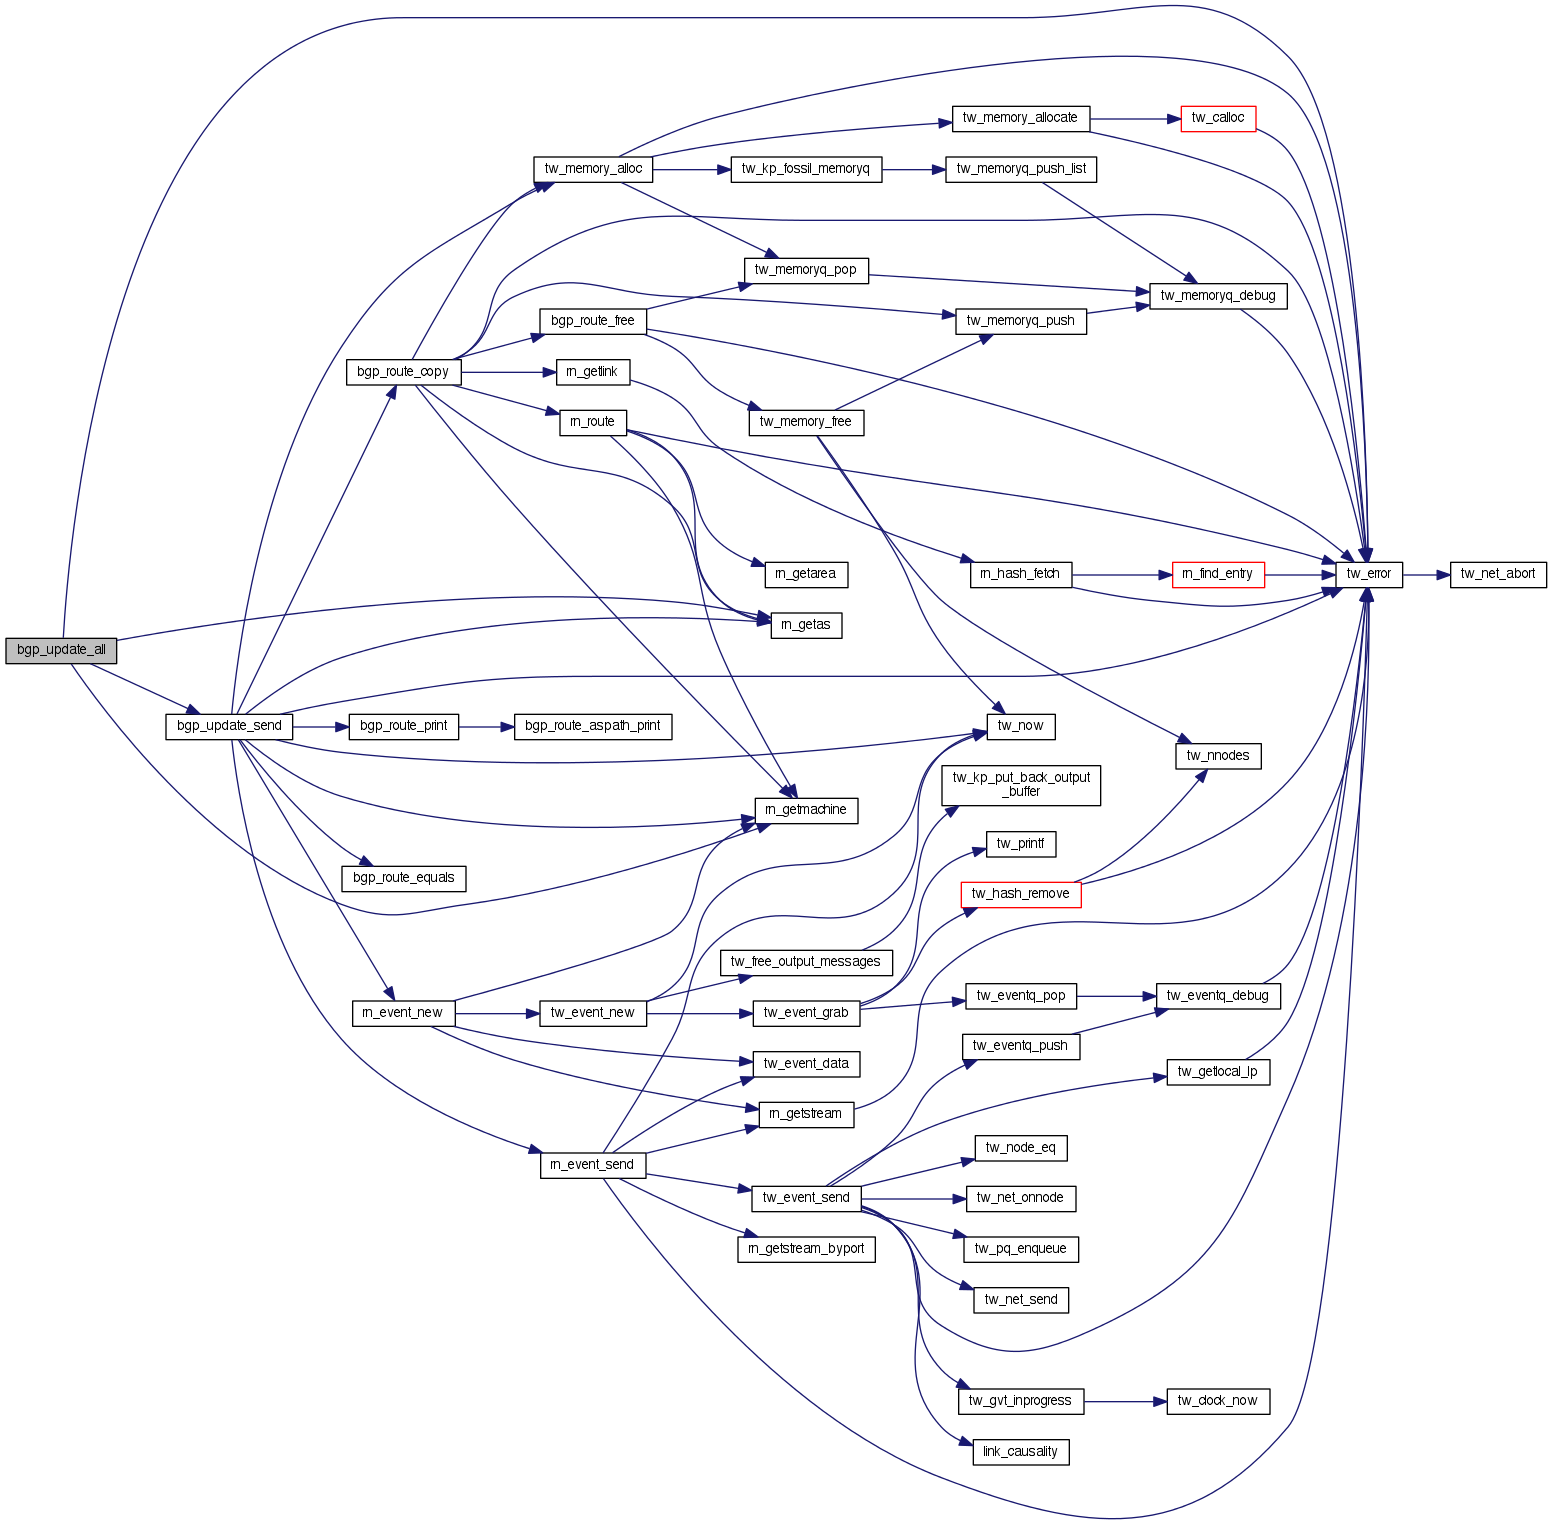 tw_memory_allocate
tw_calloc
tw_memory_alloc
tw_kp_fossil_memoryq
tw_memoryq_push_list
tw_memoryq_pop
tw_memoryq_debug
bgp_route_free
tw_memoryq_push
bgp_route_copy
rn_getlink
rn_route
tw_memory_free
rn_getarea
rn_hash_fetch
rn_find_entry
tw_error
tw_net_abort
rn_getas
bgp_update_all
bgp_update_send
bgp_route_print
bgp_route_aspath_print
tw_now
tw_nnodes
tw_kp_put_back_output
_buffer
rn_getmachine
tw_printf
bgp_route_equals
tw_hash_remove
tw_free_output_messages
tw_eventq_pop
tw_eventq_debug
rn_event_new
tw_event_new
tw_event_grab
tw_eventq_push
tw_event_data
tw_getlocal_lp
rn_getstream
tw_node_eq
rn_event_send
tw_event_send
tw_net_onnode
rn_getstream_byport
tw_pq_enqueue
tw_net_send
tw_gvt_inprogress
tw_clock_now
link_causality